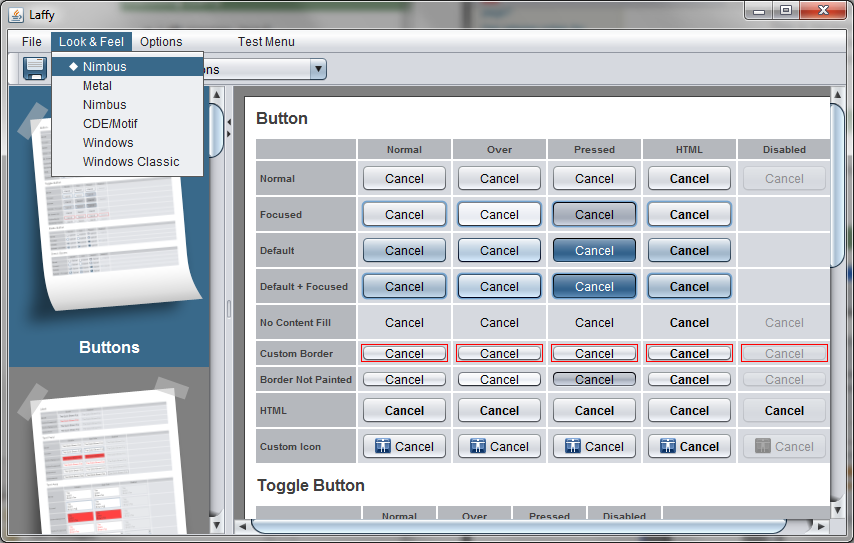 Laffy
File Look & Feel Options Test Menu
Nimbus
Metal
Nimbus
CDE/Motif
Windows
Windows Classic
Buttons
Button
Normal Over Pressed HTML Disabled
Normal Cancel Cancel Cancel Cancel Cancel
Focused Cancel Cancel Cancel Cancel
Default Cancel Cancel Cancel Cancel
Default + Focused Cancel Cancel Cancel Cancel
No Content Fill Cancel Cancel Cancel Cancel Cancel
Custom Border Cancel Cancel Cancel Cancel Cancel
Border Not Painted Cancel Cancel Cancel Cancel Cancel
HTML Cancel Cancel Cancel Cancel Cancel
Custom Icon Cancel Cancel Cancel Cancel Cancel
Toggle Button
Normal Over Pressed Disabled